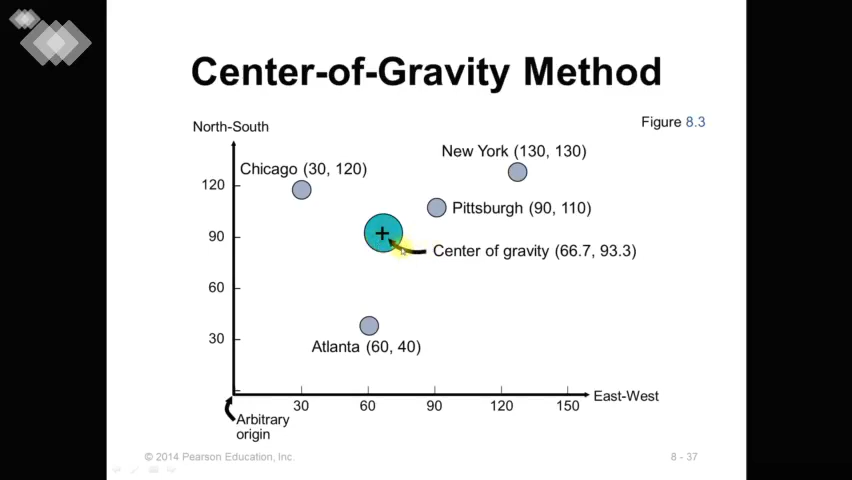 Center-of-Gravity Method
North-South
Figure 8.3
New York (130, 130)
Chicago (30, 120)
120
Pittsburgh (90, 110)
90
+
Center of gravity (66.7, 93.3)
60
30
Atlanta (60, 40)
East-West
30 60 90 120 150
Arbitrary
origin
© 2014 Pearson Education, Inc.
8 - 37